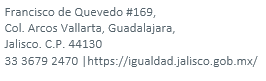 Francisco de Quevedo #169,
Col. Arcos Vallarta, Guadalajara,
Jalisco. C.P. 44130
33 3679 2470 |https://igualdad.jalisco.gob.mx/